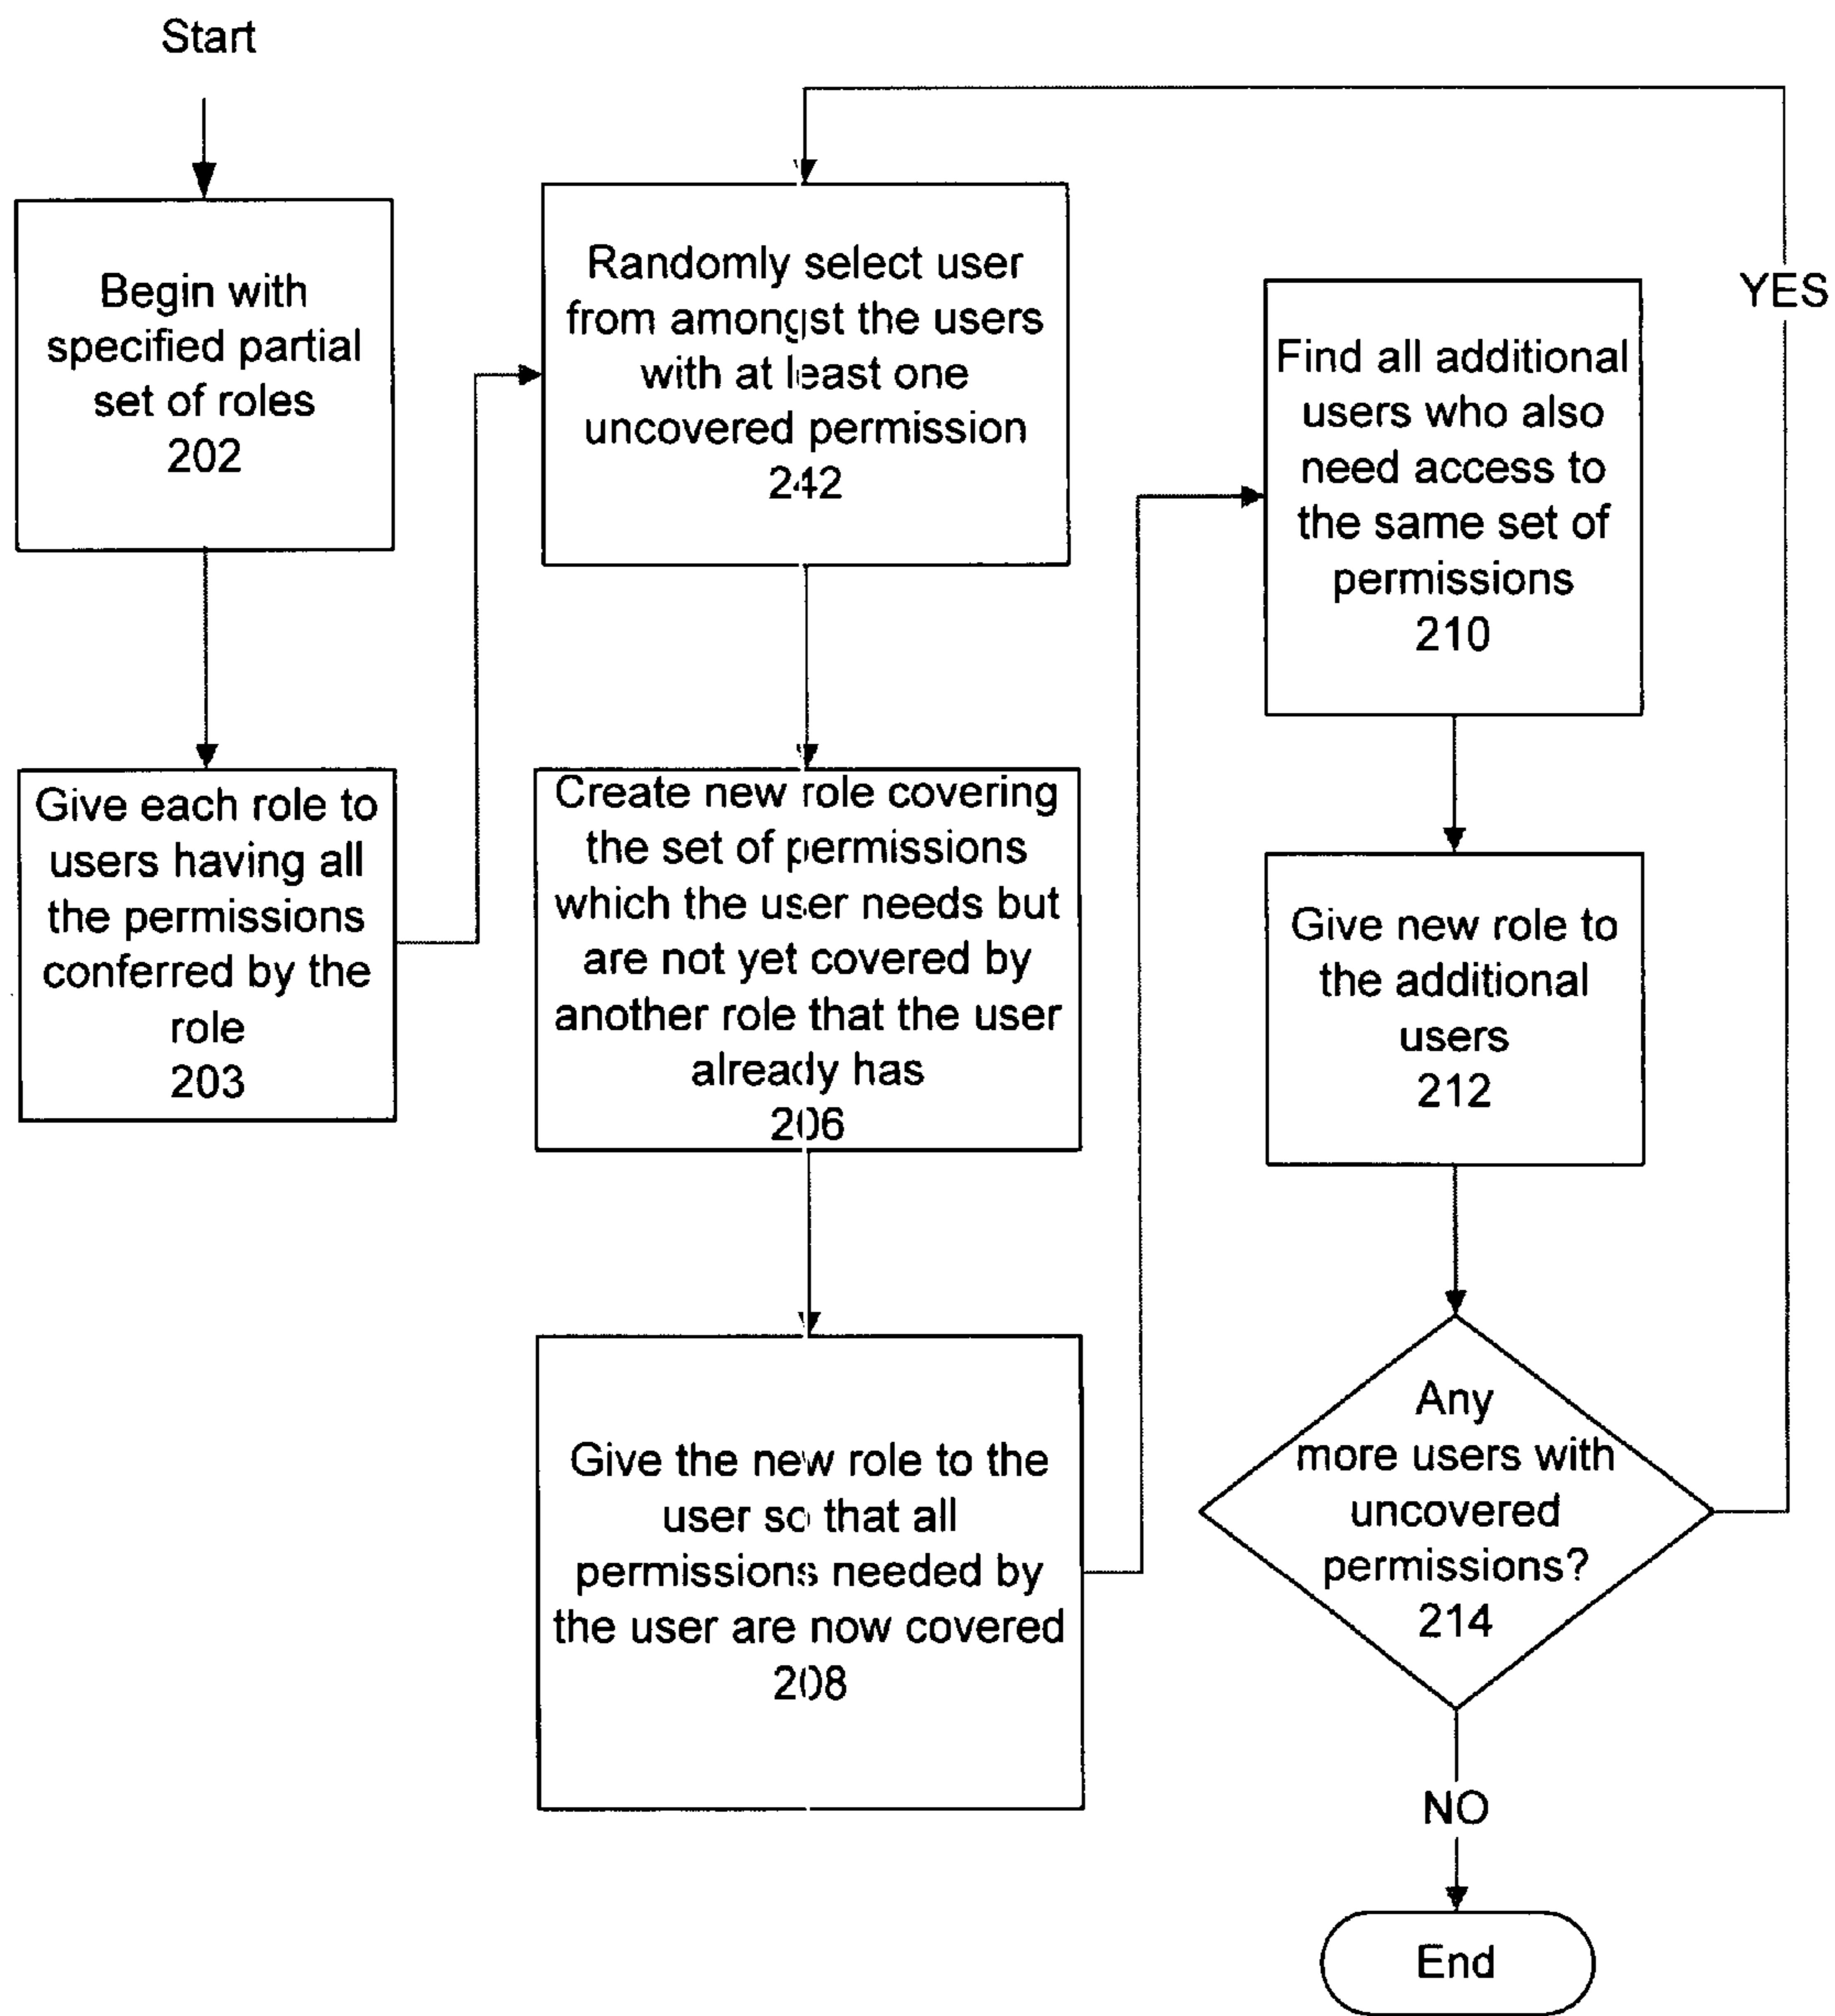 Start
Begin with
specified partial
set of roles
202
Give each role to
users having all
the permissions
conferred by the
role
203
Randomly select user
from amongst the users
with at least one
uncovered permission
242
Create new role covering
the set of permissions
which the user needs but
are not yet covered by
another role that the user
already has
206
Give the new role to the
user so that all
permissions needed by
the user are now covered
208
Find all additional
users who also
need access to
the same set of
permissions
210
Give new role to
the additional
users
212
Any
more users with
uncovered
permissions?
214
YES
NO
End